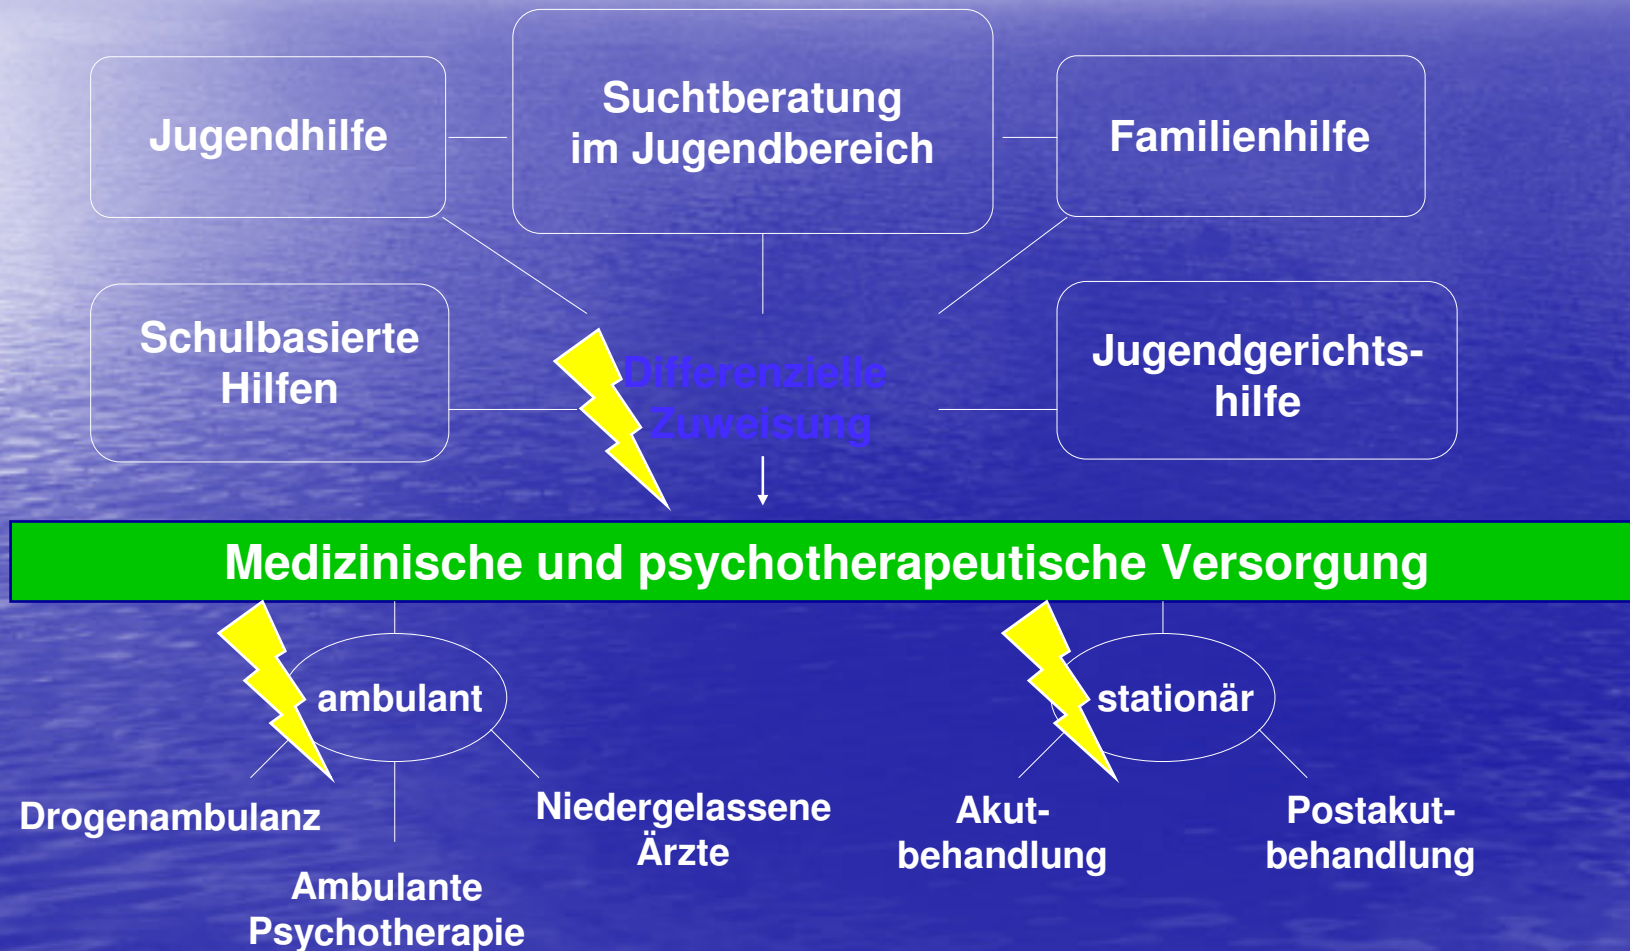 Jugendhilfe
Suchtberatung
im Jugendbereich
Familienhilfe
Schulbasierte
Hilfen
Differenzielle
Zuweisung
Jugendgerichts-
hilfe
Medizinische und psychotherapeutische Versorgung
ambulant
stationär
Drogenambulanz
Ambulante
Psychotherapie
Niedergelassene
Ärzte
Akut-
behandlung
Postakut-
behandlung